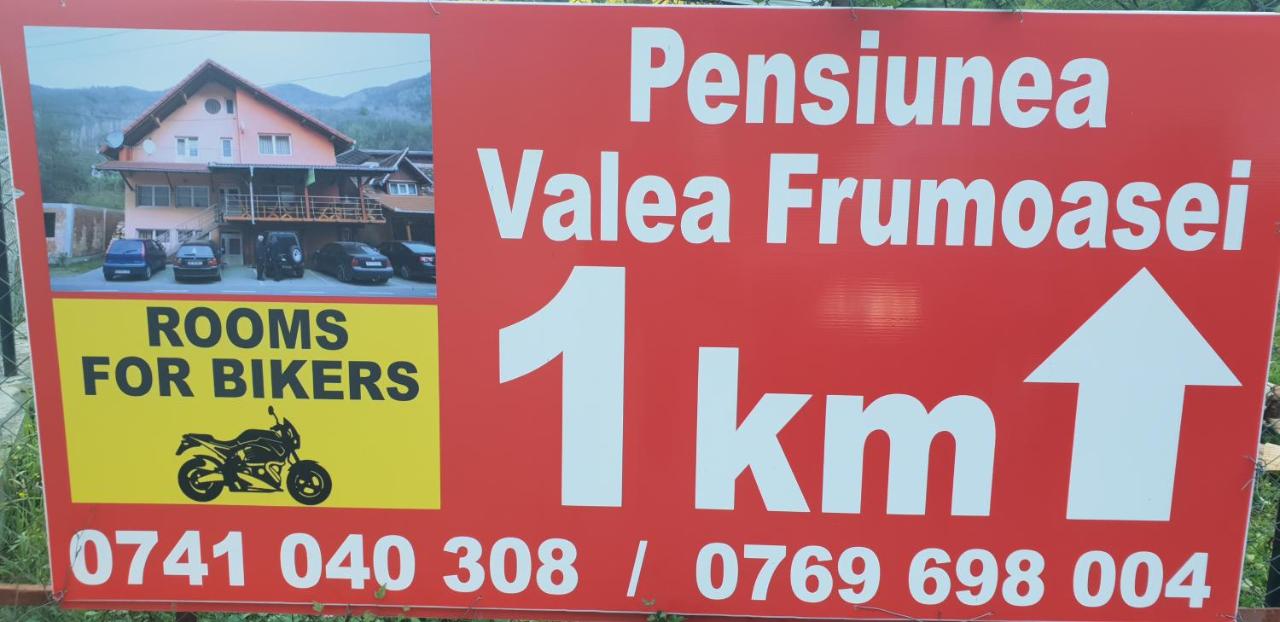 Pensiunea
Valea Frumoasei
1 km
ROOMS
FOR BIKERS
0741 040 308 / 0769 698 004